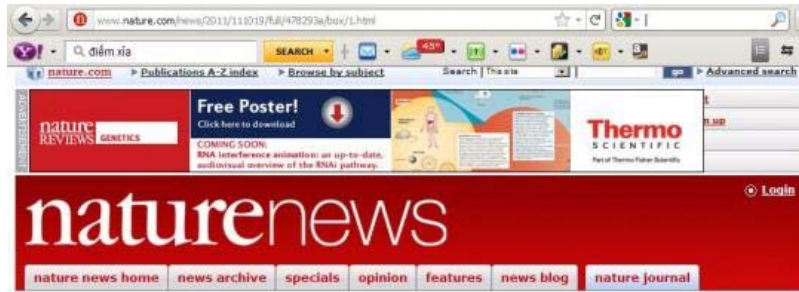 www.nature.com/news/2011/111019/full/478293a/box/1.html
điểm xỉa
SEARCH
45°
nature.com Publications A-Z index Browse by subject Search This site go Advanced search
ADVERTISEMENT
nature REVIEWS GENETICS
Free Poster!
Click here to download
COMING SOON:
RNA interference animation: an up-to-date,
audiovisual overview of the RNAi pathway.
Thermo
SCIENTIFIC
Part of Thermo Fisher Scientific
Login
naturenews
nature news home news archive specials opinion features news blog nature journal